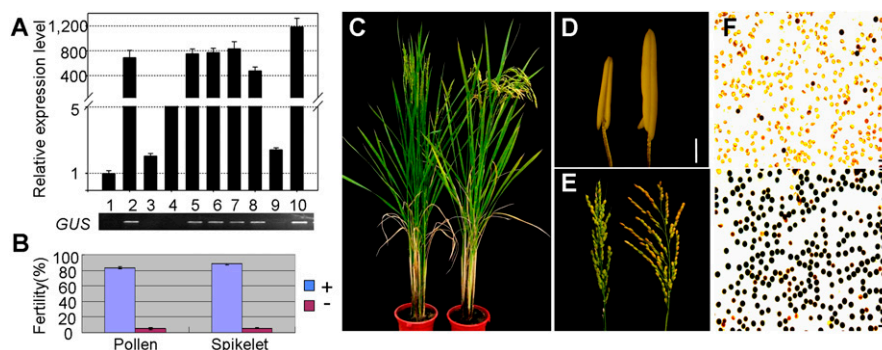 A
Relative expression level
1,200
800
400
5
1
1 2 3 4 5 6 7 8 9 10
GUS
B
Fertility(%)
100
80
60
40
20
0
Pollen Spikelet
+
-
C
D
E
F